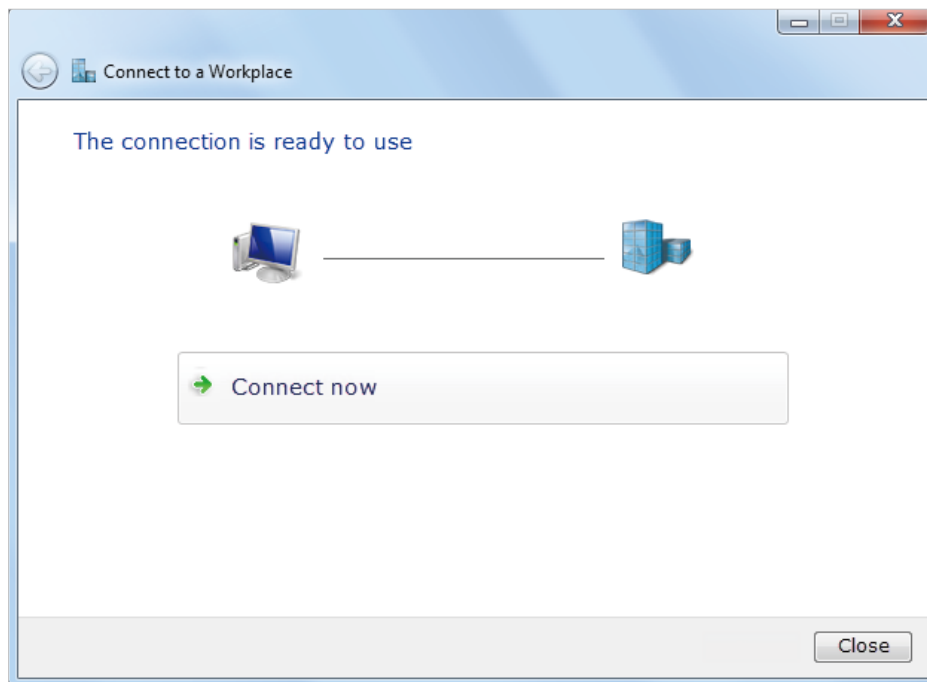 Connect to a Workplace
The connection is ready to use
Connect now
Close